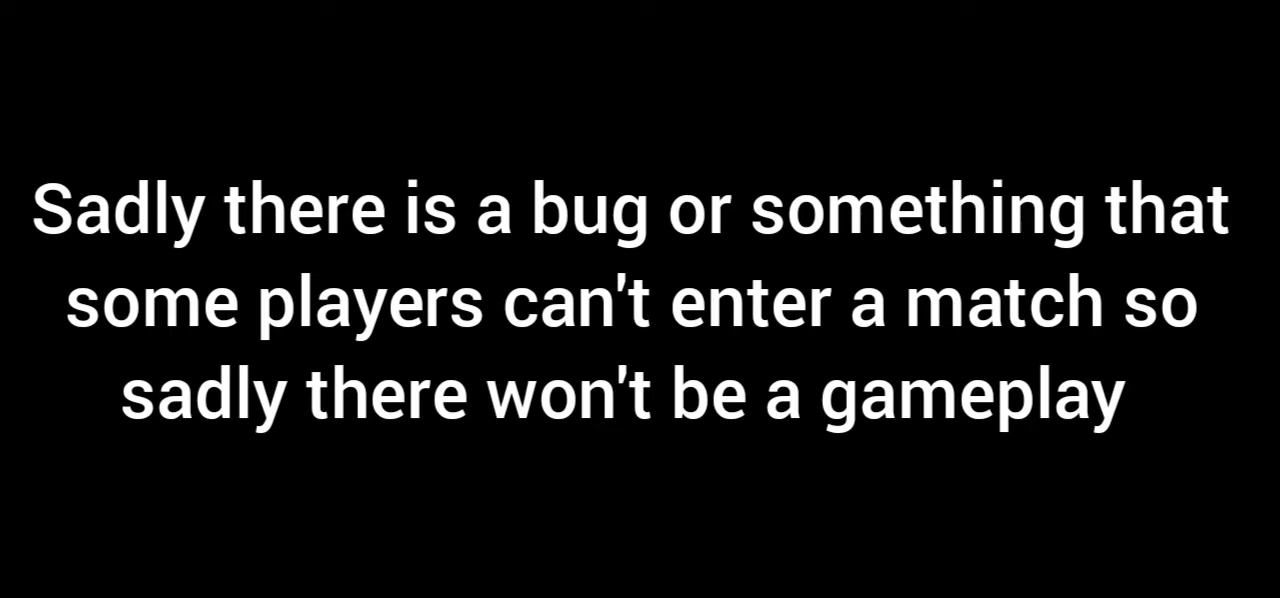 Sadly there is a bug or something that
some players can't enter a match so
sadly there won't be a gameplay